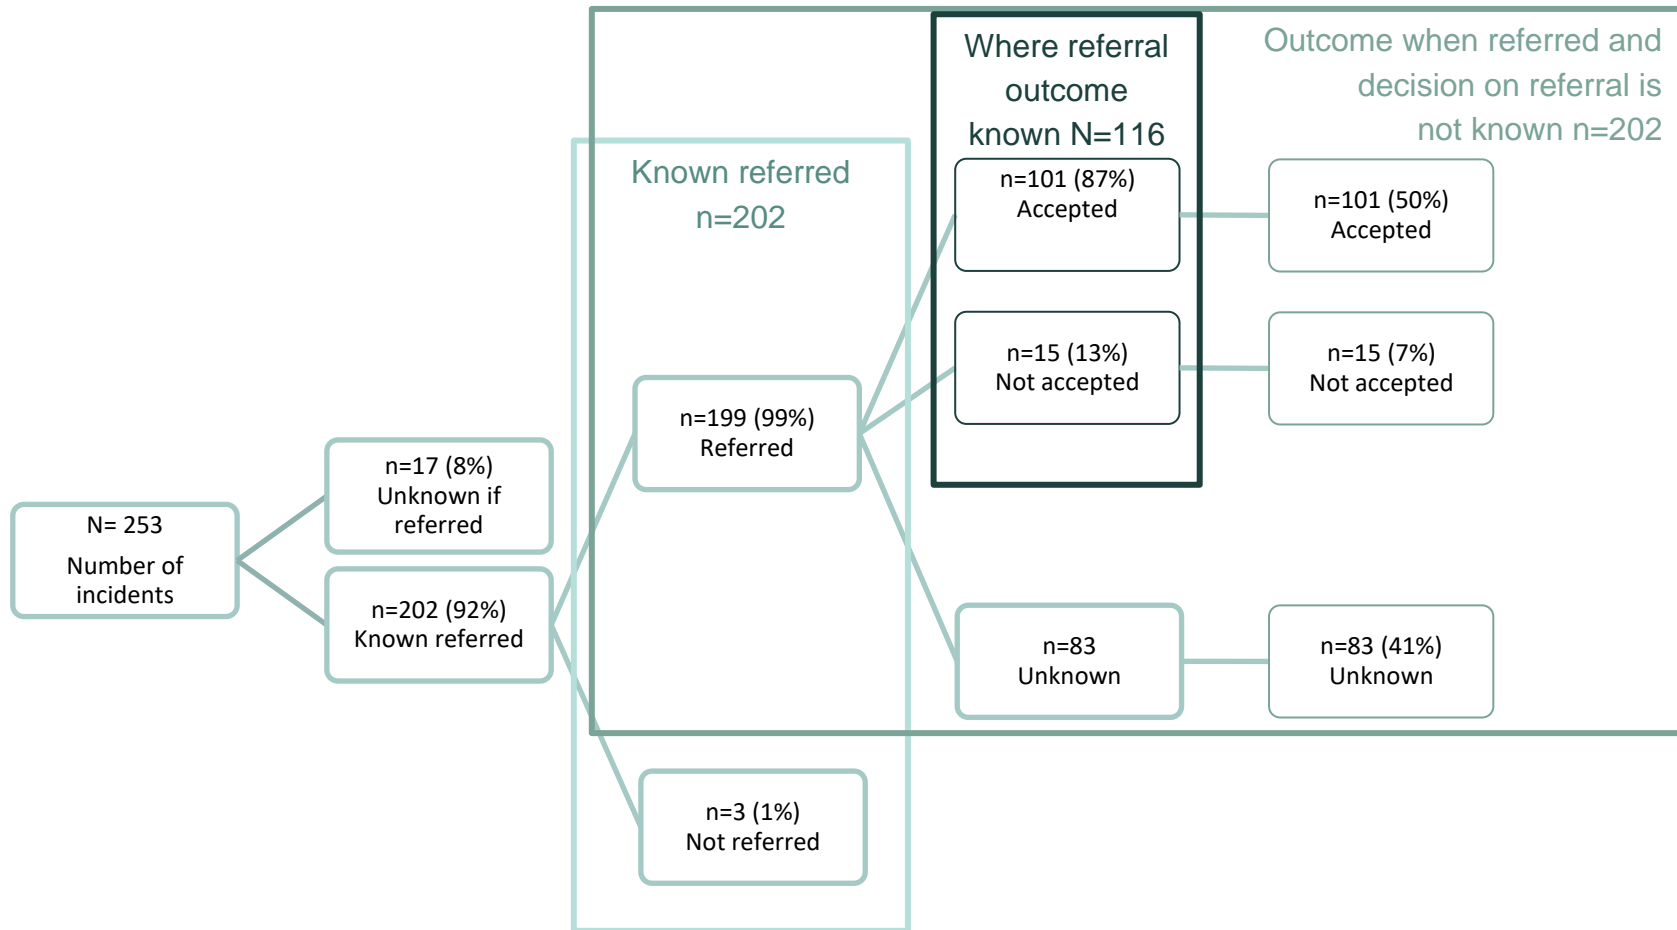 N= 253
Number of
incidents
n=17 (8%)
Unknown if
referred
n=202 (92%)
Known referred
Known referred
n=202
n=199 (99%)
Referred
n=3 (1%)
Not referred
Where referral
outcome
known N=116
n=101 (87%)
Accepted
n=15 (13%)
Not accepted
n=83
Unknown
Outcome when referred and
decision on referral is
not known n=202
n=101 (50%)
Accepted
n=15 (7%)
Not accepted
n=83 (41%)
Unknown